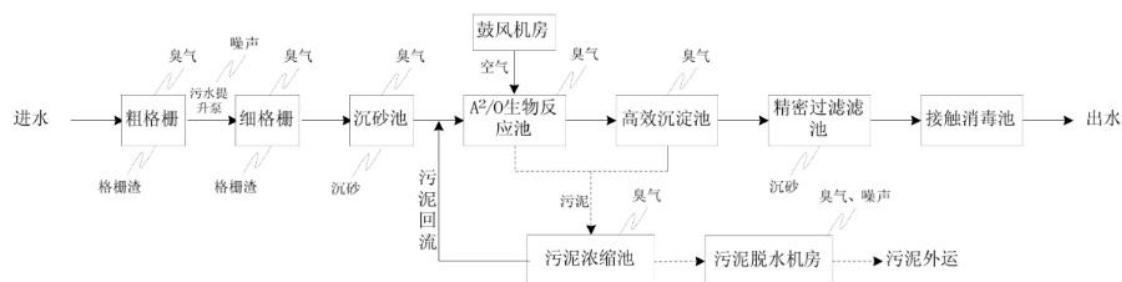 鼓风机房
噪声
臭气
臭气
臭气
空气
臭气
臭气
污水提
升泵
进水
粗格栅
细格栅
沉砂池
A²/O生物反
应池
高效沉淀池
精密过滤滤
池
接触消毒池
出水
格栅渣
格栅渣
沉砂
沉砂
污泥回流
污泥
臭气
臭气、噪声
污泥浓缩池
污泥脱水机房
污泥外运